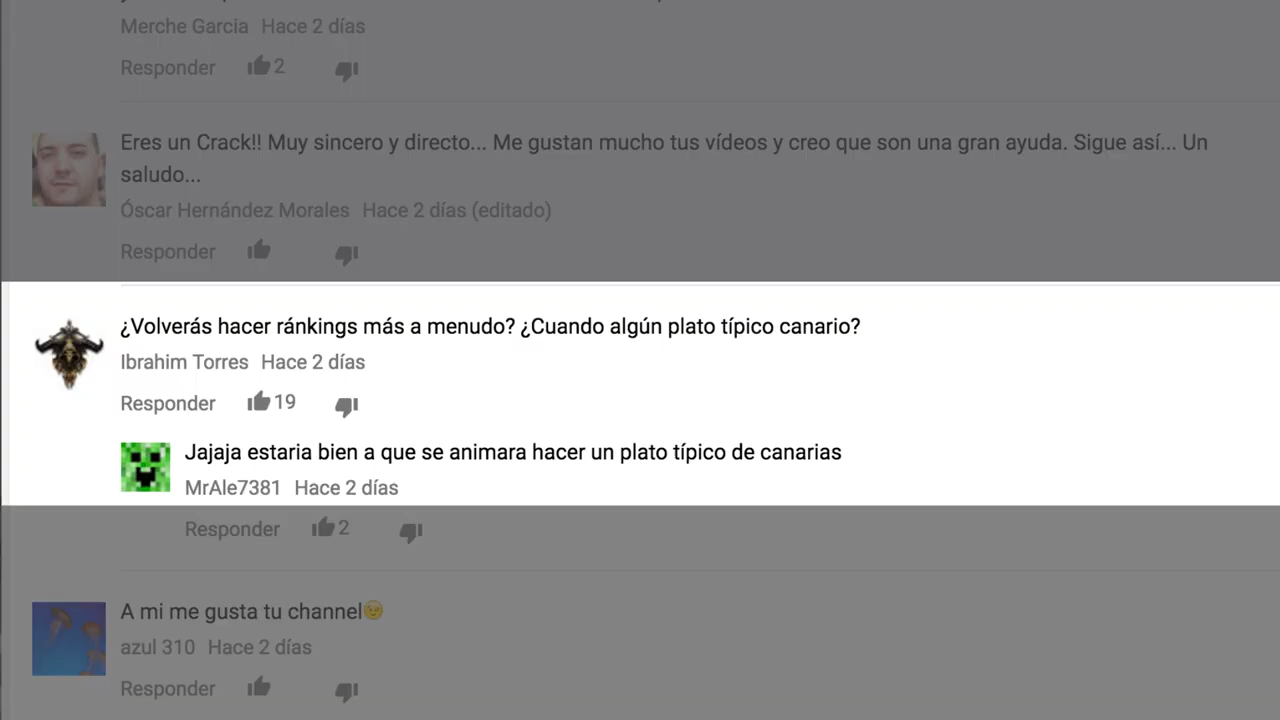 Merche Garcia Hace 2 días
Responder 2
Eres un Crack!! Muy sincero y directo... Me gustan mucho tus vídeos y creo que son una gran ayuda. Sigue así... Un
saludo...
Óscar Hernández Morales Hace 2 días (editado)
Responder
¿Volverás hacer ránkings más a menudo? ¿Cuando algún plato típico canario?
Ibrahim Torres Hace 2 días
Responder 19
Jajaja estaria bien a que se animara hacer un plato típico de canarias
MrAle7381 Hace 2 días
Responder 2
A mi me gusta tu channel😉
azul 310 Hace 2 días
Responder